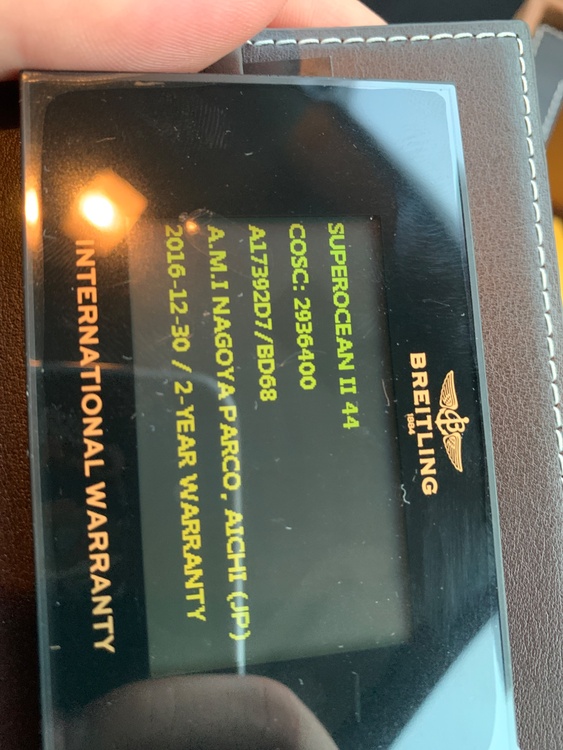 BREITLING
1884
SUPEROCEAN II 44
COSC: 2936400
A17392D7/BD68
A.M.I NAGOYA PARCO, AICHI (JP)
2016-12-30 / 2-YEAR WARRANTY
INTERNATIONAL WARRANTY